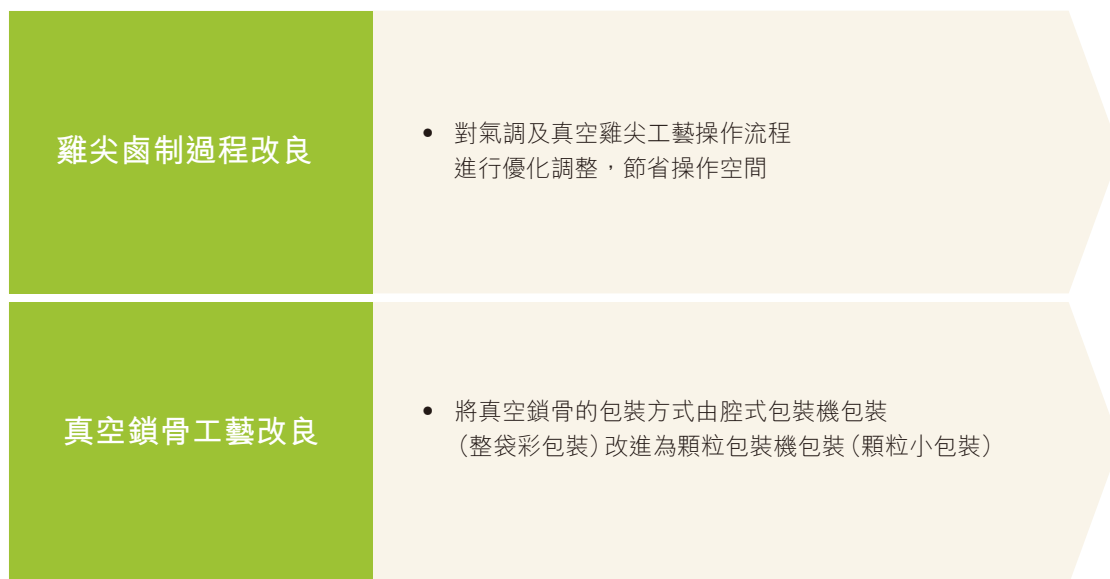 雞尖鹵制過程改良
• 對氣調及真空雞尖工藝操作流程
進行優化調整，節省操作空間
真空鎖骨工藝改良
• 將真空鎖骨的包裝方式由腔式包裝機包裝
（整袋彩包裝）改進為顆粒包裝機包裝（顆粒小包裝）